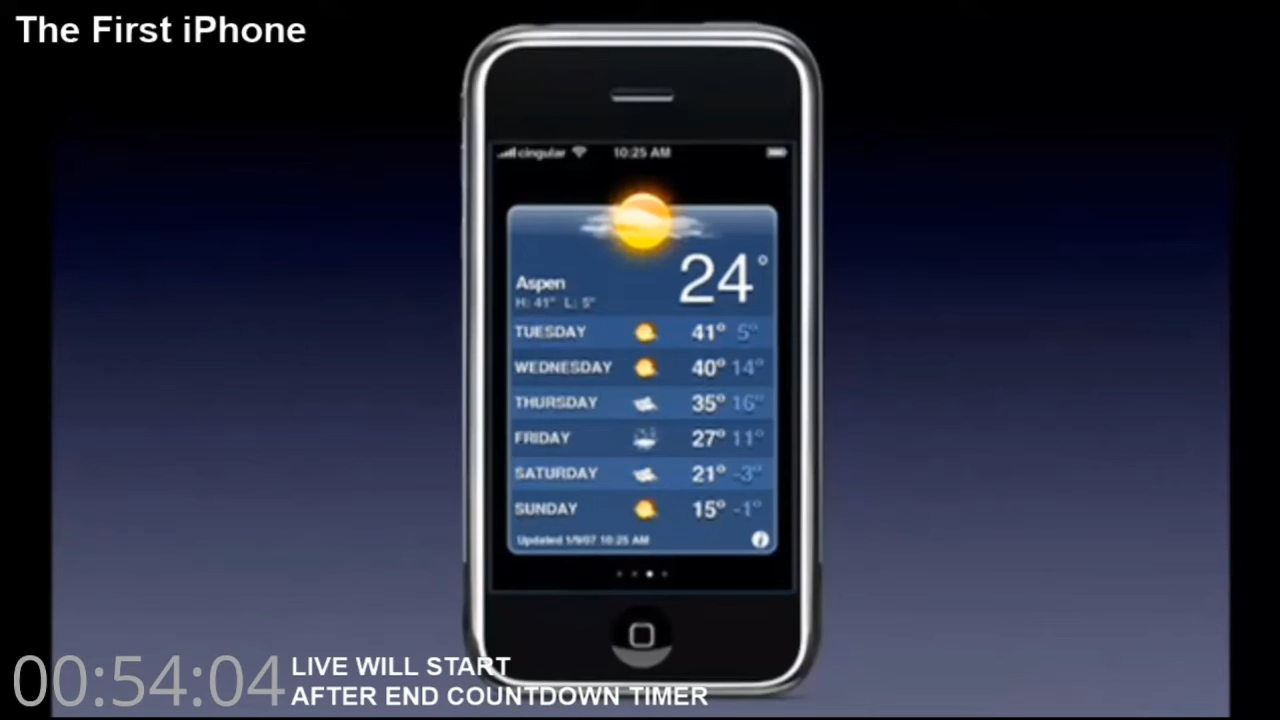 The First iPhone
cingular 10:25 AM
24°
Aspen
H: 41° L: 5°
TUESDAY 41° 5°
WEDNESDAY 40° 14°
THURSDAY 35° 16°
FRIDAY 27° 11°
SATURDAY 21° -3°
SUNDAY 15° -1°
Updated 1/9/07 10:25 AM
00:54:04
LIVE WILL START
AFTER END COUNTDOWN TIMER